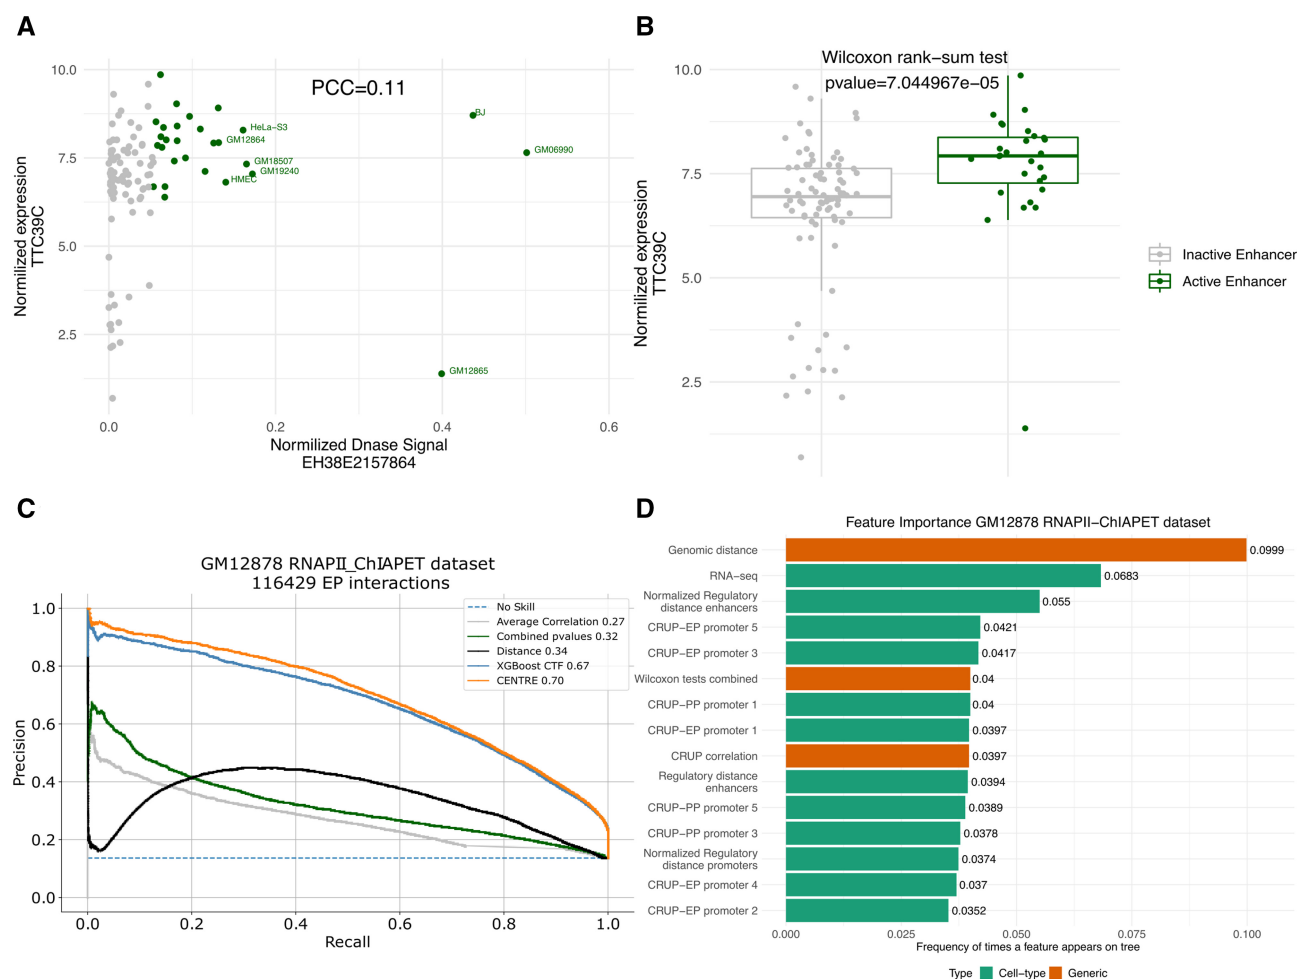 A
PCC=0.11
10.0
7.5
5.0
2.5
Normilized expression
TTC39C
HeLa−S3
GM12864
GM18507
GM19240
HMEC
BJ
GM06990
GM12865
0.0
0.2
0.4
0.6
Normilized Dnase Signal
EH38E2157864
B
Wilcoxon rank−sum test
pvalue=7.044967e−05
10.0
7.5
5.0
2.5
Normilized expression
TTC39C
Inactive Enhancer
Active Enhancer
C
GM12878 RNAPII_ChIAPET dataset
116429 EP interactions
No Skill
Average Correlation 0.27
Combined pvalues 0.32
Distance 0.34
XGBoost CTF 0.67
CENTRE 0.70
1.0
0.8
0.6
0.4
0.2
0.0
Precision
0.0
0.2
0.4
0.6
0.8
1.0
Recall
D
Feature Importance GM12878 RNAPII−ChIAPET dataset
Genomic distance 0.0999
RNA−seq 0.0683
Normalized Regulatory
distance enhancers 0.055
CRUP−EP promoter 5 0.0421
CRUP−EP promoter 3 0.0417
Wilcoxon tests combined 0.04
CRUP−PP promoter 1 0.04
CRUP−EP promoter 1 0.0397
CRUP correlation 0.0397
Regulatory distance
enhancers 0.0394
CRUP−PP promoter 5 0.0389
CRUP−PP promoter 3 0.0378
Normalized Regulatory
distance promoters 0.0374
CRUP−EP promoter 4 0.037
CRUP−EP promoter 2 0.0352
0.000
0.025
0.050
0.075
0.100
Frequency of times a feature appears on tree
Type Cell−type Generic